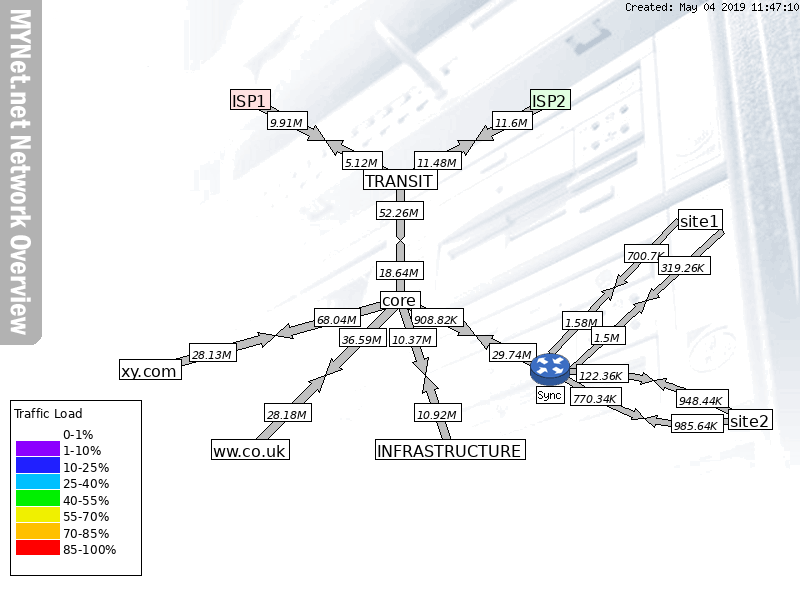 Created: May 04 2019 11:47:10
MYNet.net Network Overview
ISP1
ISP2
9.91M
11.6M
5.12M
11.48M
TRANSIT
52.26M
site1
700.7K
319.26K
18.64M
core
68.04M
908.82K
1.58M
36.59M
10.37M
1.5M
28.13M
29.74M
xy.com
122.36K
Sync
770.34K
948.44K
28.18M
10.92M
985.64K
site2
ww.co.uk
INFRASTRUCTURE
Traffic Load
0-1%
1-10%
10-25%
25-40%
40-55%
55-70%
70-85%
85-100%